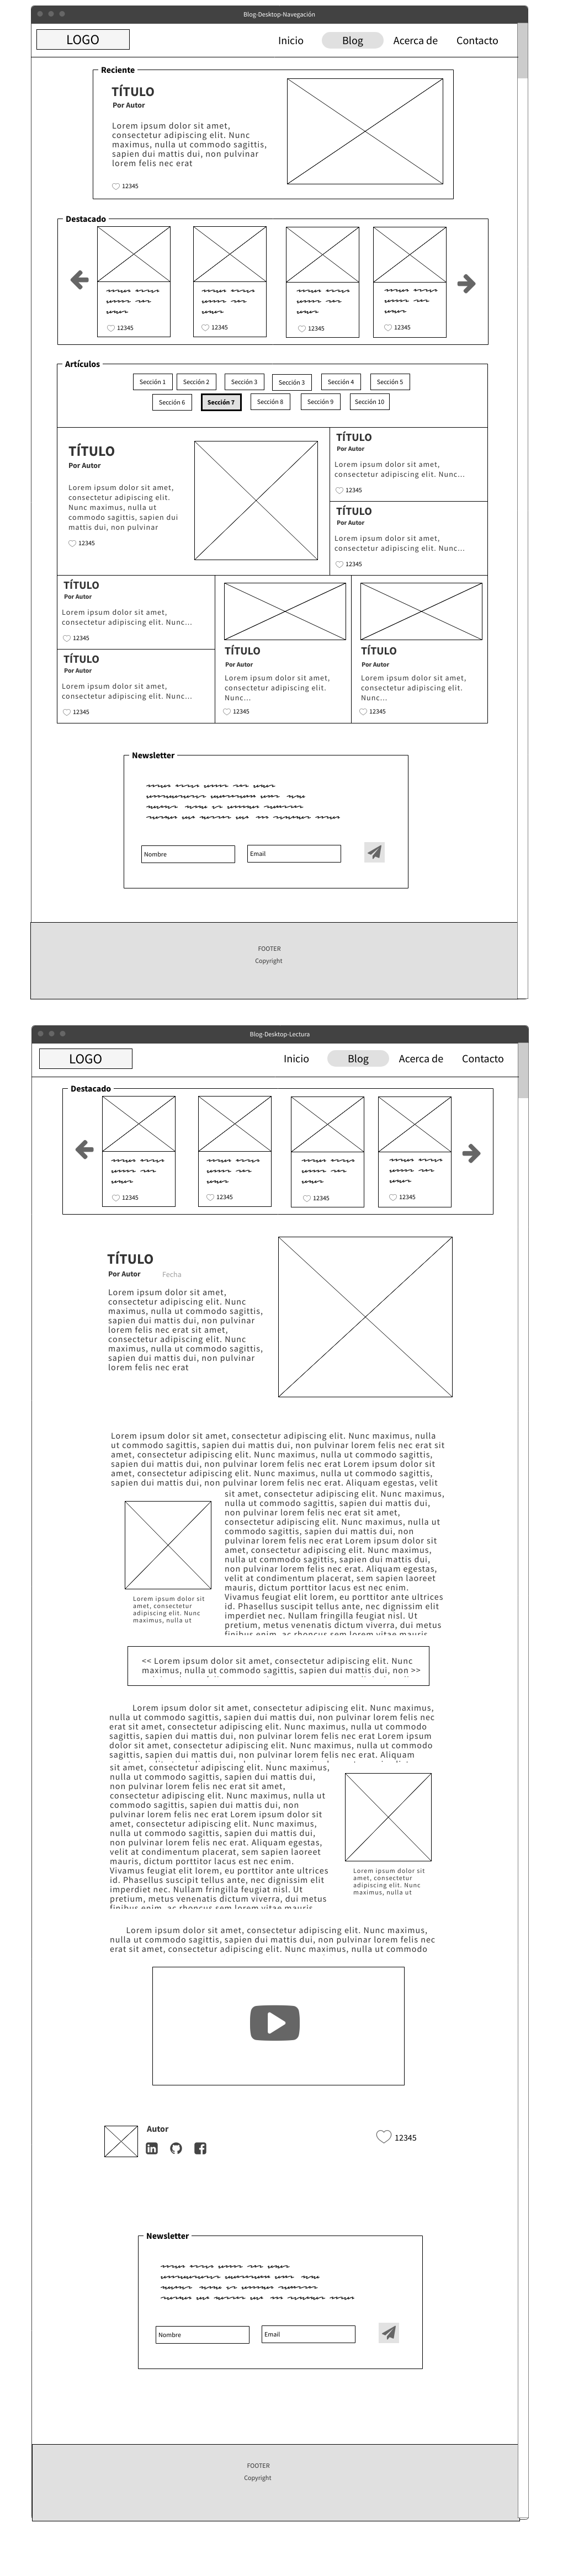 Blog-Desktop-Navegación
LOGO
Inicio
Blog
Acerca de
Contacto
Reciente
TÍTULO
Por Autor
Lorem ipsum dolor sit amet,
consectetur adipiscing elit. Nunc
maximus, nulla ut commodo sagittis,
sapien dui mattis dui, non pulvinar
lorem felis nec erat
12345
Destacado
12345
12345
12345
12345
Artículos
Sección 1
Sección 2
Sección 3
Sección 3
Sección 4
Sección 5
Sección 6
Sección 7
Sección 8
Sección 9
Sección 10
TÍTULO
Por Autor
Lorem ipsum dolor sit amet,
consectetur adipiscing elit.
Nunc maximus, nulla ut
commodo sagittis, sapien dui
mattis dui, non pulvinar
12345
TÍTULO
Por Autor
Lorem ipsum dolor sit amet,
consectetur adipiscing elit. Nunc...
12345
TÍTULO
Por Autor
Lorem ipsum dolor sit amet,
consectetur adipiscing elit. Nunc...
12345
TÍTULO
Por Autor
Lorem ipsum dolor sit amet,
consectetur adipiscing elit. Nunc...
12345
TÍTULO
Por Autor
Lorem ipsum dolor sit amet,
consectetur adipiscing elit. Nunc...
12345
TÍTULO
Por Autor
Lorem ipsum dolor sit amet,
consectetur adipiscing elit.
Nunc...
12345
TÍTULO
Por Autor
Lorem ipsum dolor sit amet,
consectetur adipiscing elit.
Nunc...
12345
Newsletter
Nombre
Email
FOOTER
Copyright
Blog-Desktop-Lectura
LOGO
Inicio
Blog
Acerca de
Contacto
Destacado
12345
12345
12345
12345
TÍTULO
Por Autor
Fecha
Lorem ipsum dolor sit amet,
consectetur adipiscing elit. Nunc
maximus, nulla ut commodo sagittis,
sapien dui mattis dui, non pulvinar
lorem felis nec erat sit amet,
consectetur adipiscing elit. Nunc
maximus, nulla ut commodo sagittis,
sapien dui mattis dui, non pulvinar
lorem felis nec erat
Lorem ipsum dolor sit amet, consectetur adipiscing elit. Nunc maximus, nulla
ut commodo sagittis, sapien dui mattis dui, non pulvinar lorem felis nec erat sit
amet, consectetur adipiscing elit. Nunc maximus, nulla ut commodo sagittis,
sapien dui mattis dui, non pulvinar lorem felis nec erat Lorem ipsum dolor sit
amet, consectetur adipiscing elit. Nunc maximus, nulla ut commodo sagittis,
sapien dui mattis dui, non pulvinar lorem felis nec erat. Aliquam egestas, velit
sit amet, consectetur adipiscing elit. Nunc maximus,
nulla ut commodo sagittis, sapien dui mattis dui,
non pulvinar lorem felis nec erat sit amet,
consectetur adipiscing elit. Nunc maximus, nulla ut
commodo sagittis, sapien dui mattis dui, non
pulvinar lorem felis nec erat Lorem ipsum dolor sit
amet, consectetur adipiscing elit. Nunc maximus,
nulla ut commodo sagittis, sapien dui mattis dui,
non pulvinar lorem felis nec erat. Aliquam egestas,
velit at condimentum placerat, sem sapien laoreet
mauris, dictum porttitor lacus est nec enim.
Vivamus feugiat elit lorem, eu porttitor ante ultrices
id. Phasellus suscipit tellus ante, nec dignissim elit
imperdiet nec. Nullam fringilla feugiat nisl. Ut
pretium, metus venenatis dictum viverra, dui metus
finibus enim, ac rhoncus sem lorem vitae mauris.
Lorem ipsum dolor sit
amet, consectetur
adipiscing elit. Nunc
maximus, nulla ut
<< Lorem ipsum dolor sit amet, consectetur adipiscing elit. Nunc
maximus, nulla ut commodo sagittis, sapien dui mattis dui, non >>
Lorem ipsum dolor sit amet, consectetur adipiscing elit. Nunc maximus,
nulla ut commodo sagittis, sapien dui mattis dui, non pulvinar lorem felis nec
erat sit amet, consectetur adipiscing elit. Nunc maximus, nulla ut commodo
sagittis, sapien dui mattis dui, non pulvinar lorem felis nec erat Lorem ipsum
dolor sit amet, consectetur adipiscing elit. Nunc maximus, nulla ut commodo
sagittis, sapien dui mattis dui, non pulvinar lorem felis nec erat. Aliquam
sit amet, consectetur adipiscing elit. Nunc maximus,
nulla ut commodo sagittis, sapien dui mattis dui,
non pulvinar lorem felis nec erat sit amet,
consectetur adipiscing elit. Nunc maximus, nulla ut
commodo sagittis, sapien dui mattis dui, non
pulvinar lorem felis nec erat Lorem ipsum dolor sit
amet, consectetur adipiscing elit. Nunc maximus,
nulla ut commodo sagittis, sapien dui mattis dui,
non pulvinar lorem felis nec erat. Aliquam egestas,
velit at condimentum placerat, sem sapien laoreet
mauris, dictum porttitor lacus est nec enim.
Vivamus feugiat elit lorem, eu porttitor ante ultrices
id. Phasellus suscipit tellus ante, nec dignissim elit
imperdiet nec. Nullam fringilla feugiat nisl. Ut
pretium, metus venenatis dictum viverra, dui metus
finibus enim, ac rhoncus sem lorem vitae mauris.
Lorem ipsum dolor sit
amet, consectetur
adipiscing elit. Nunc
maximus, nulla ut
Lorem ipsum dolor sit amet, consectetur adipiscing elit. Nunc maximus,
nulla ut commodo sagittis, sapien dui mattis dui, non pulvinar lorem felis nec
erat sit amet, consectetur adipiscing elit. Nunc maximus, nulla ut commodo
Autor
12345
Newsletter
Nombre
Email
FOOTER
Copyright